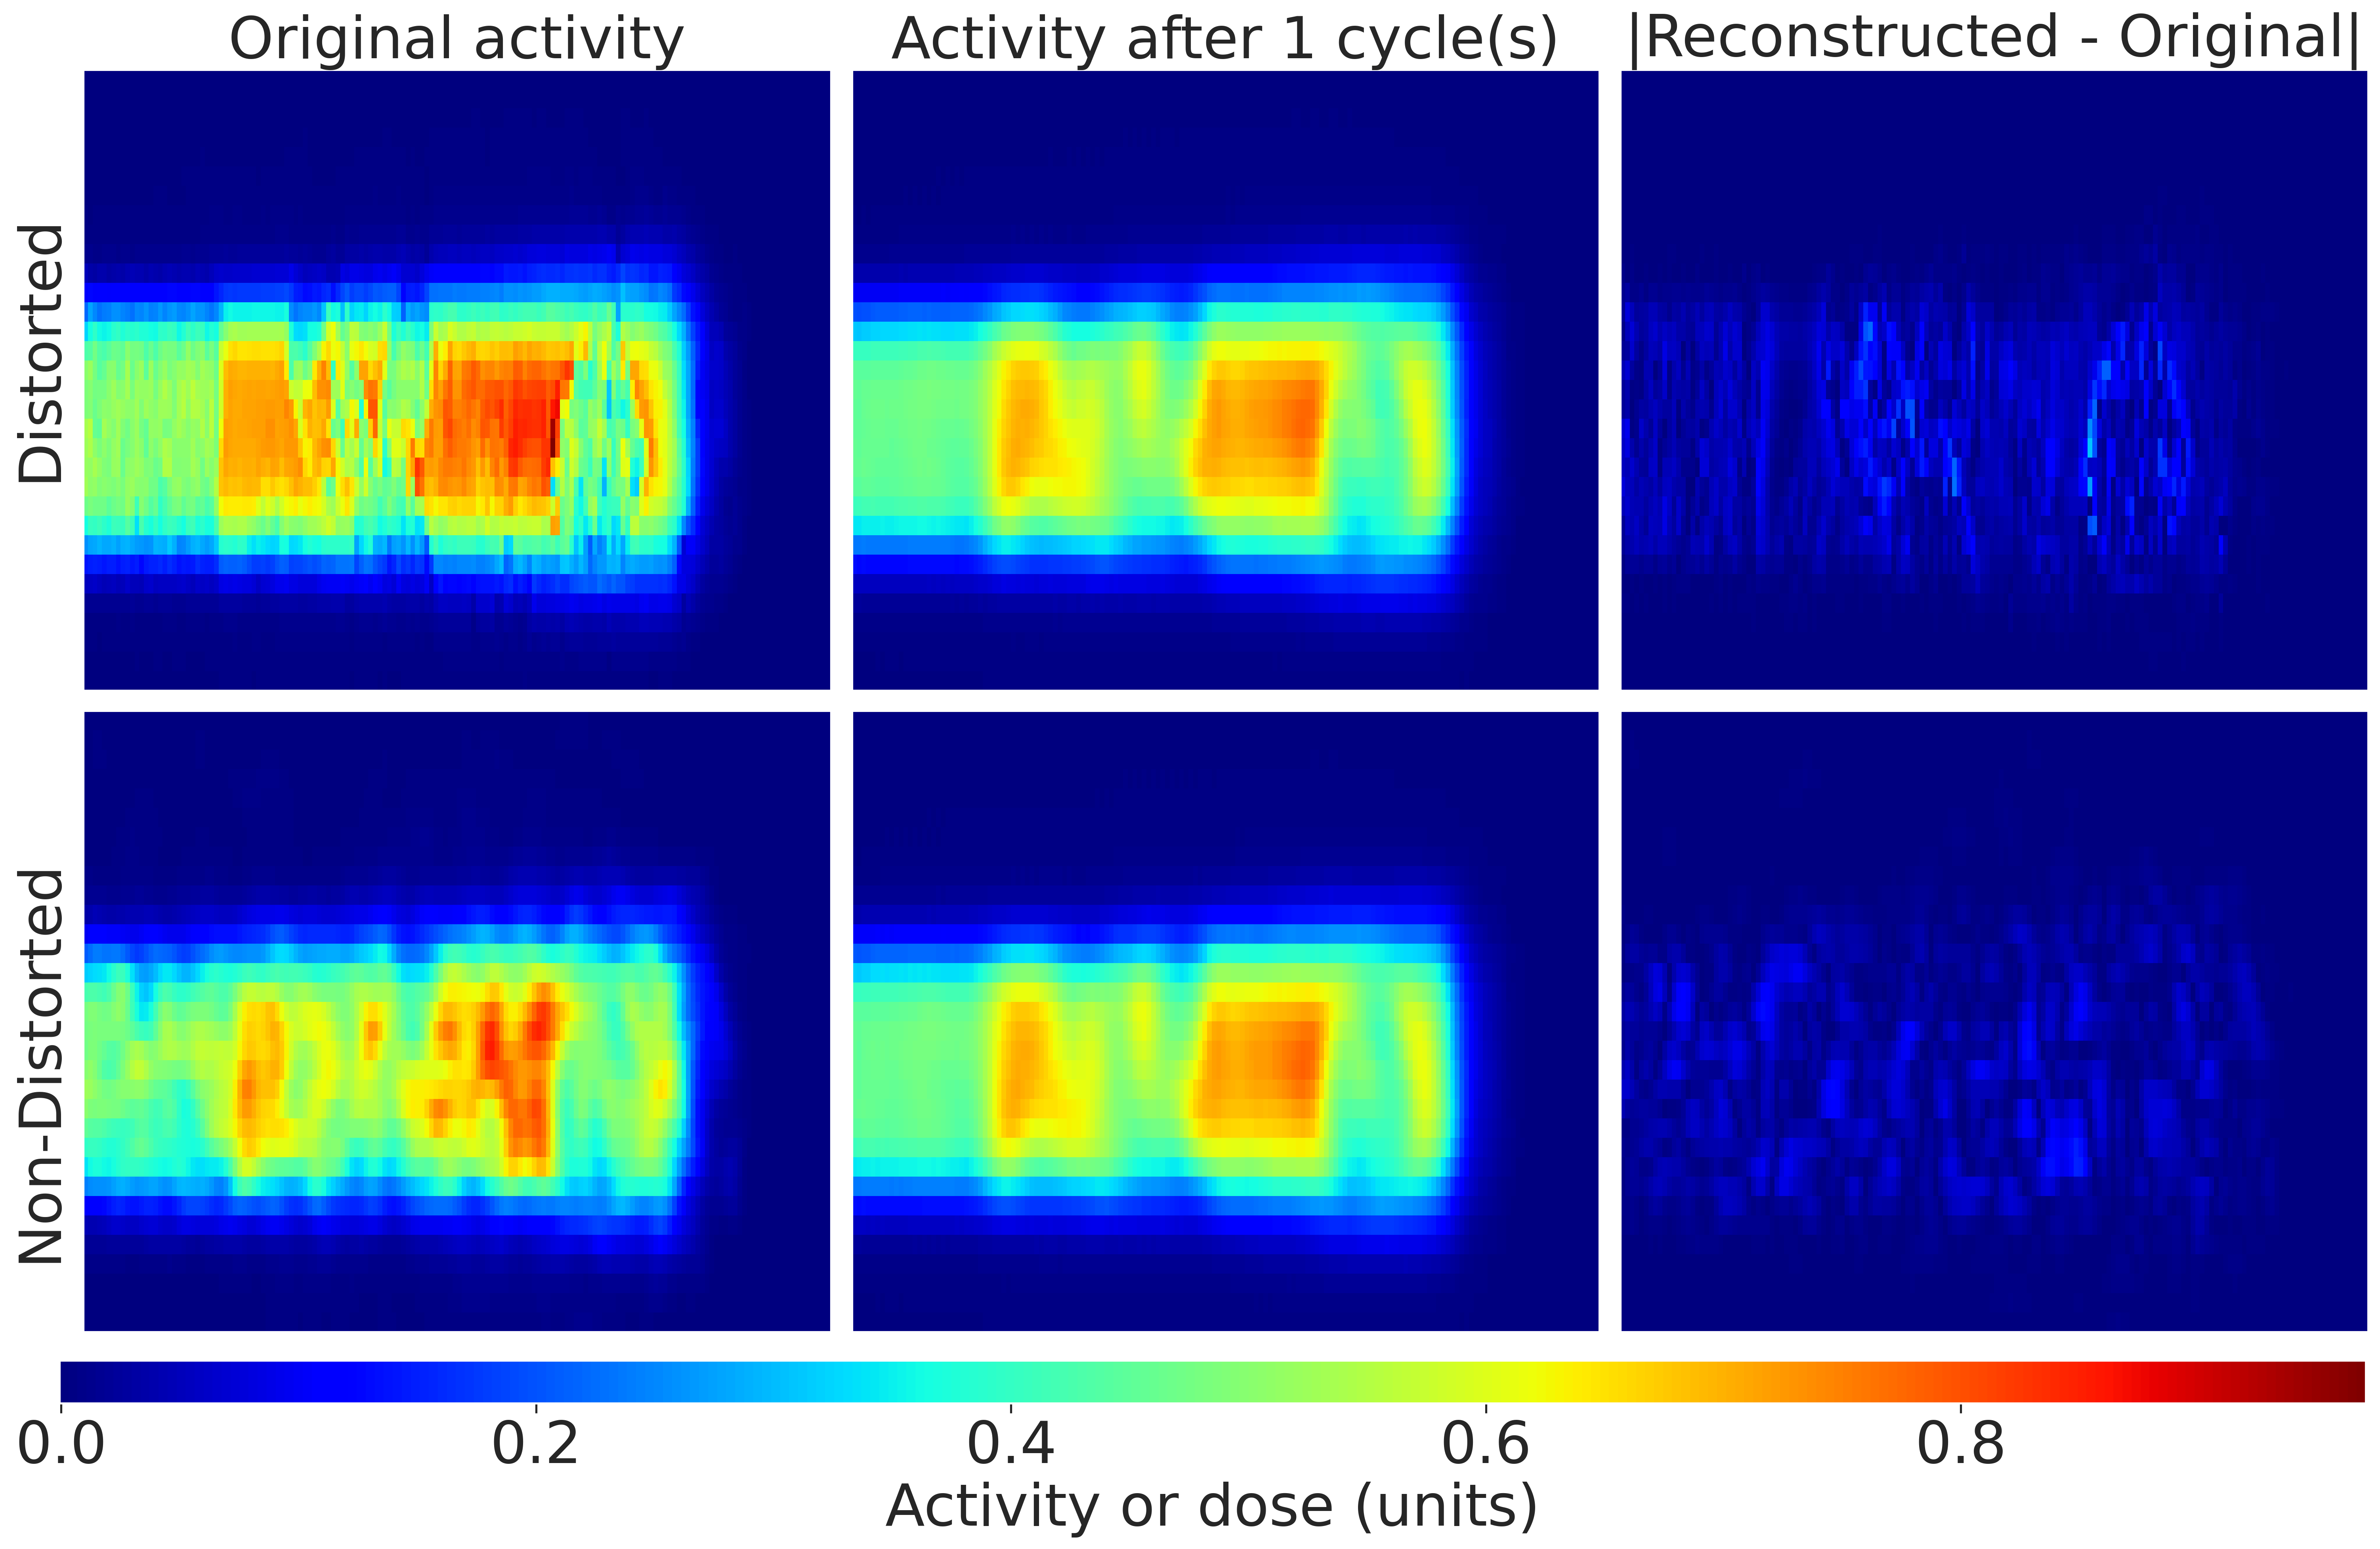 Original activity
Activity after 1 cycle(s)
|Reconstructed - Original|
Distorted
Non-Distorted
0.0
0.2
0.4
0.6
0.8
Activity or dose (units)